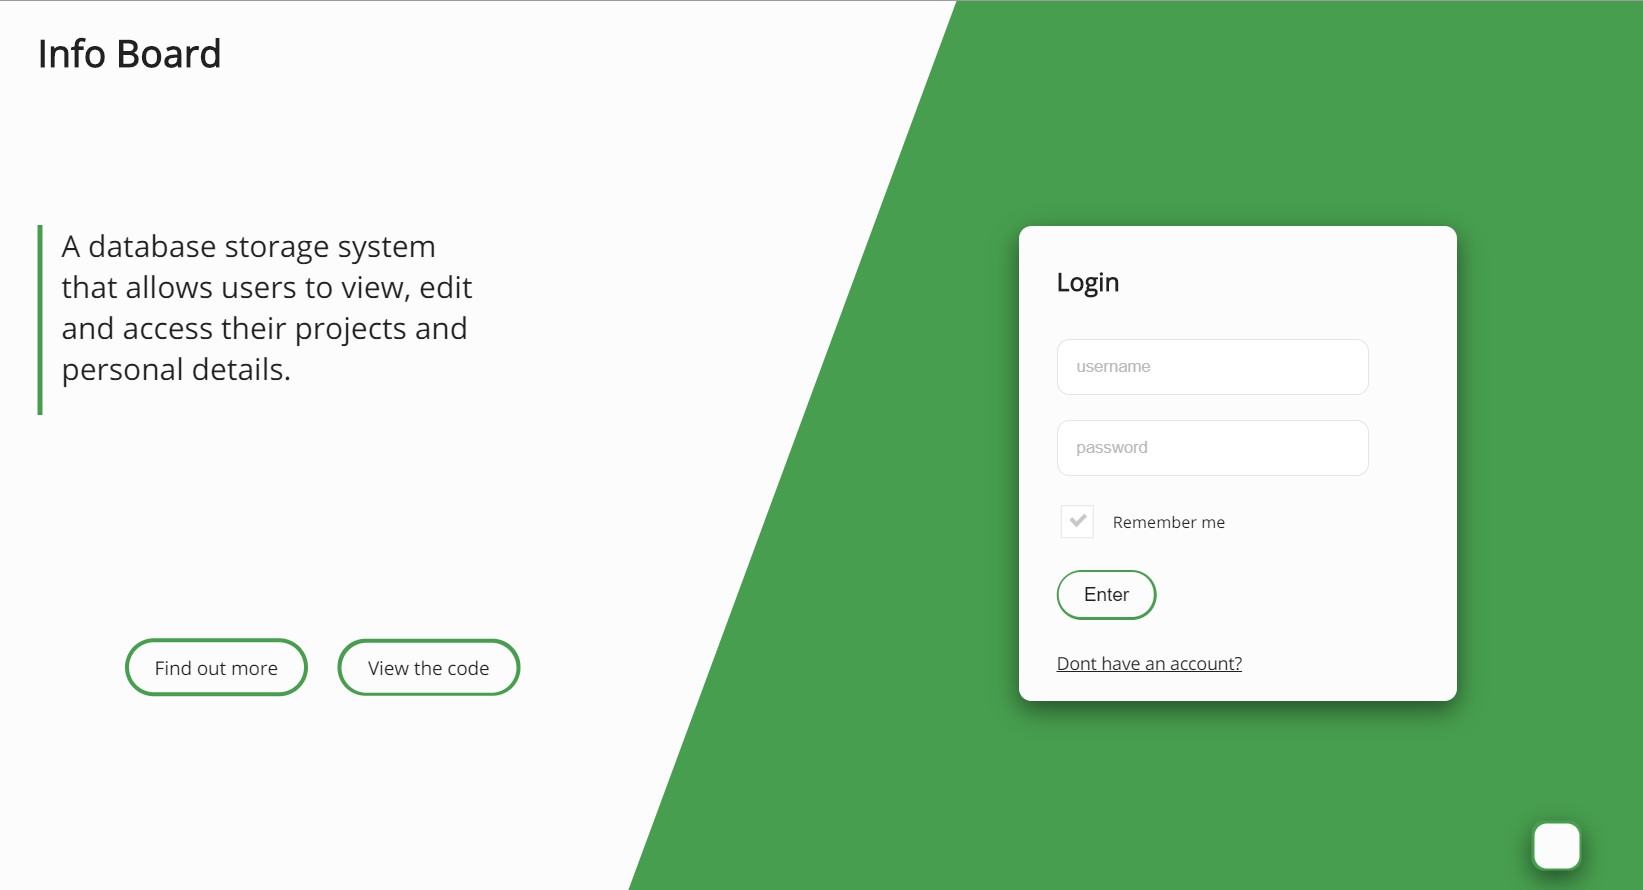 Info Board
A database storage system
that allows users to view, edit
and access their projects and
personal details.
Find out more
View the code
Login
username
password
Remember me
Enter
Dont have an account?